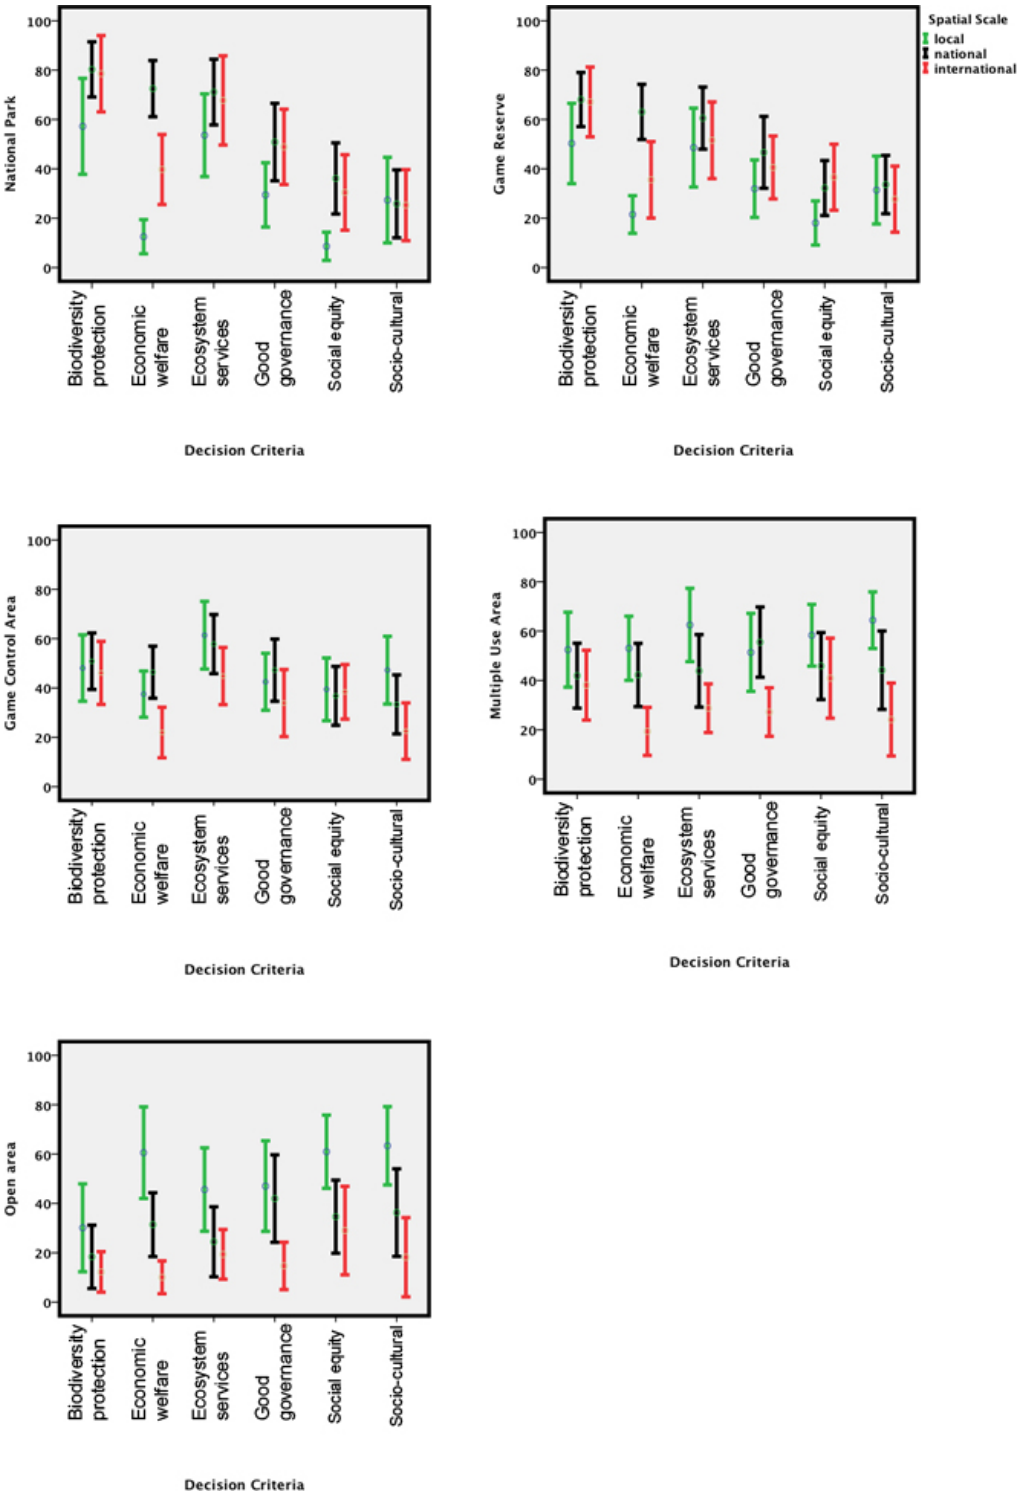 Spatial Scale
local
national
international
National Park
100
80
60
40
20
0
Biodiversity
protection
Economic
welfare
Ecosystem
services
Good
governance
Social equity
Socio-cultural
Decision Criteria
Game Reserve
100
80
60
40
20
0
Biodiversity
protection
Economic
welfare
Ecosystem
services
Good
governance
Social equity
Socio-cultural
Decision Criteria
Game Control Area
100
80
60
40
20
0
Biodiversity
protection
Economic
welfare
Ecosystem
services
Good
governance
Social equity
Socio-cultural
Decision Criteria
Multiple Use Area
100
80
60
40
20
0
Biodiversity
protection
Economic
welfare
Ecosystem
services
Good
governance
Social equity
Socio-cultural
Decision Criteria
Open area
100
80
60
40
20
0
Biodiversity
protection
Economic
welfare
Ecosystem
services
Good
governance
Social equity
Socio-cultural
Decision Criteria